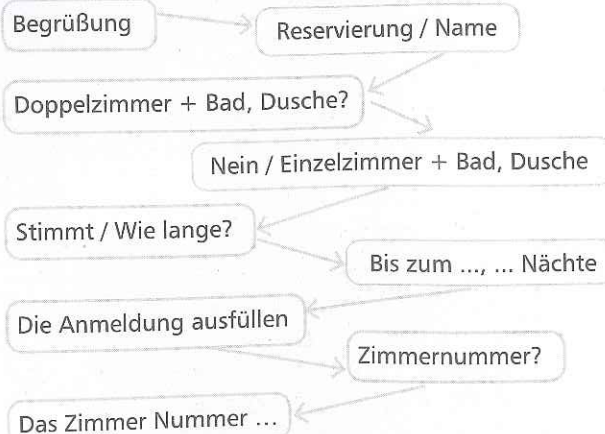 Begrüßung
Reservierung / Name
Doppelzimmer + Bad, Dusche?
Nein / Einzelzimmer + Bad, Dusche
Stimmt / Wie lange?
Bis zum ..., ... Nächte
Die Anmeldung ausfüllen
Zimmernummer?
Das Zimmer Nummer ...